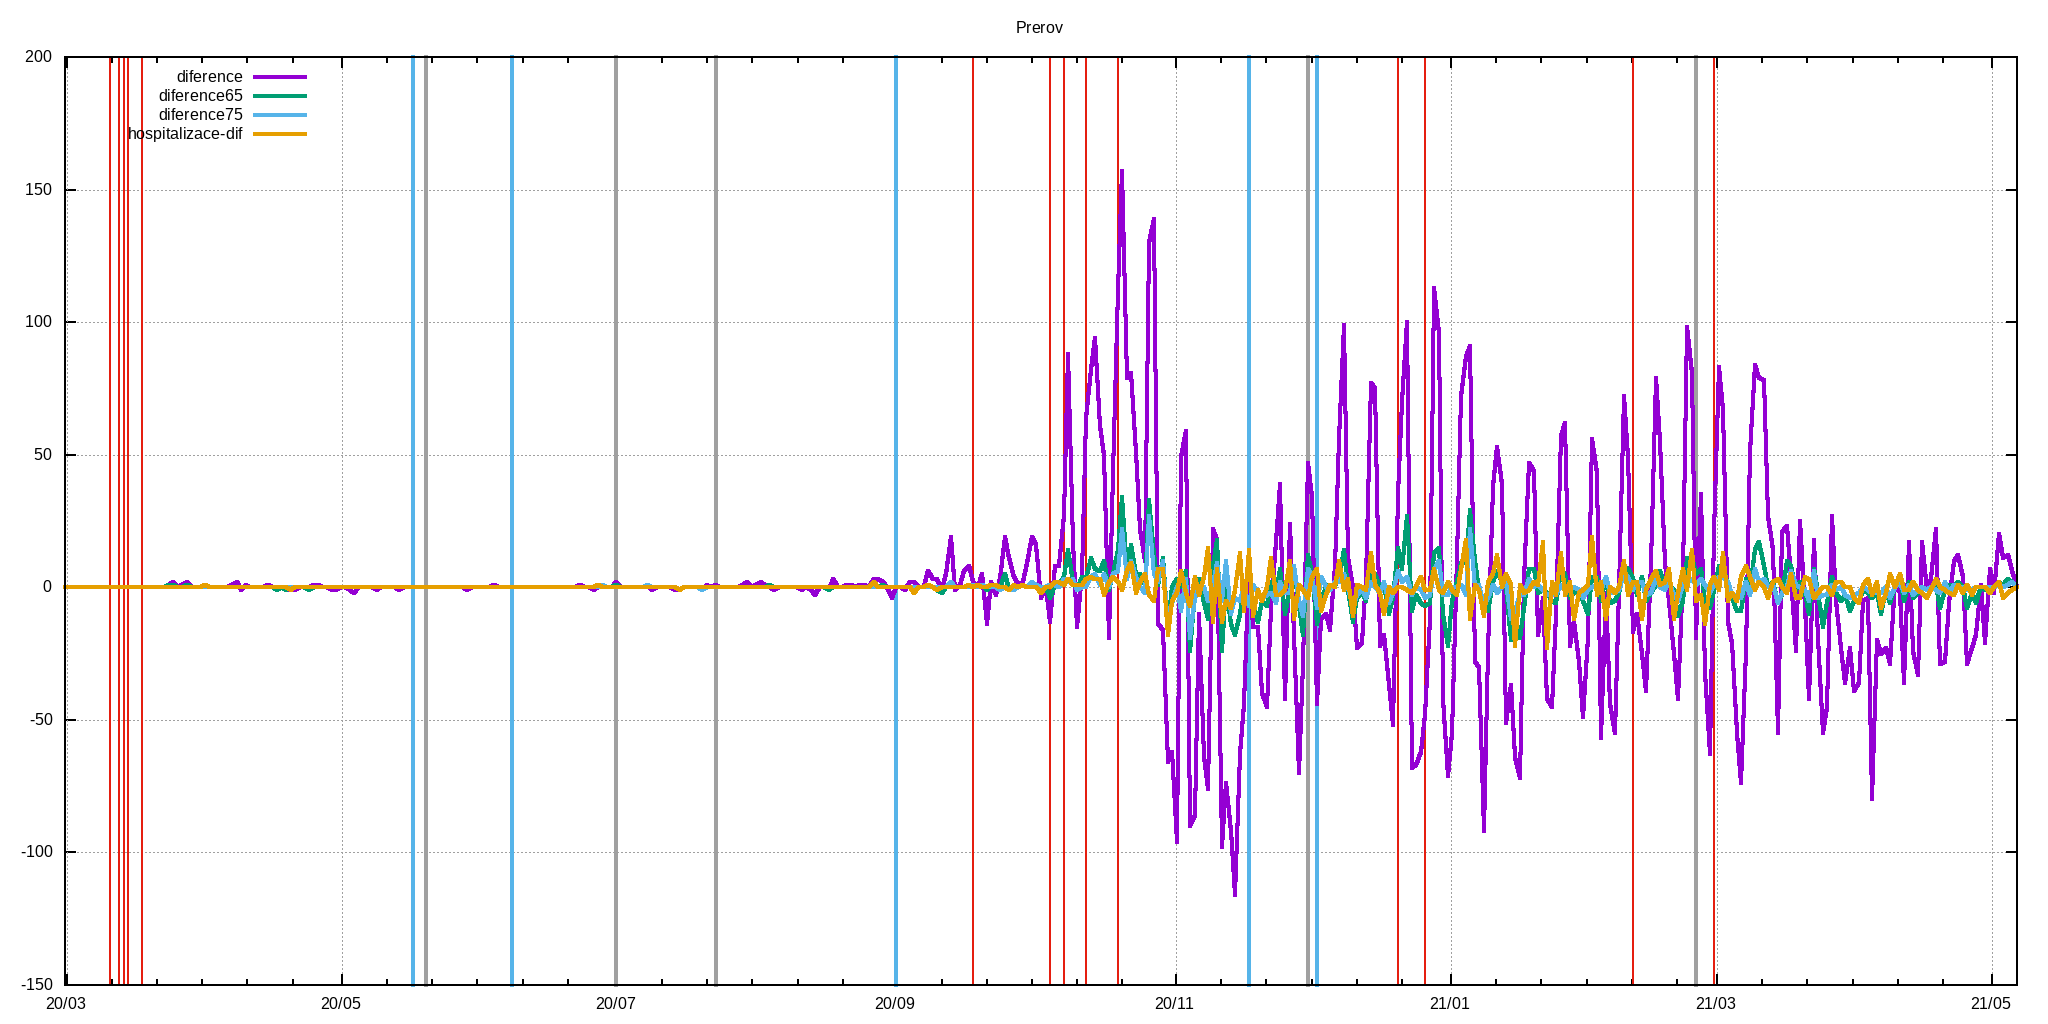 Prerov
200
150
100
50
0
-50
-100
-150
diference
diference65
diference75
hospitalizace-dif
20/03 20/05 20/07 20/09 20/11 21/01 21/03 21/05